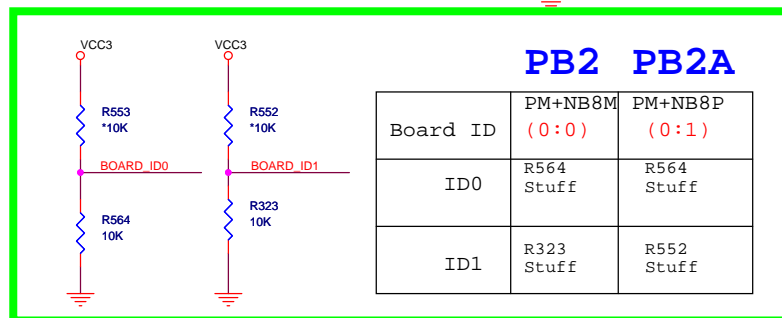 VCC3
R553
*10K
BOARD_ID0
R564
10K
VCC3
R552
*10K
BOARD_ID1
R323
10K
PB2 PB2A
Board ID PM+NB8M (0:0) PM+NB8P (0:1)
ID0 R564 Stuff R564 Stuff
ID1 R323 Stuff R552 Stuff